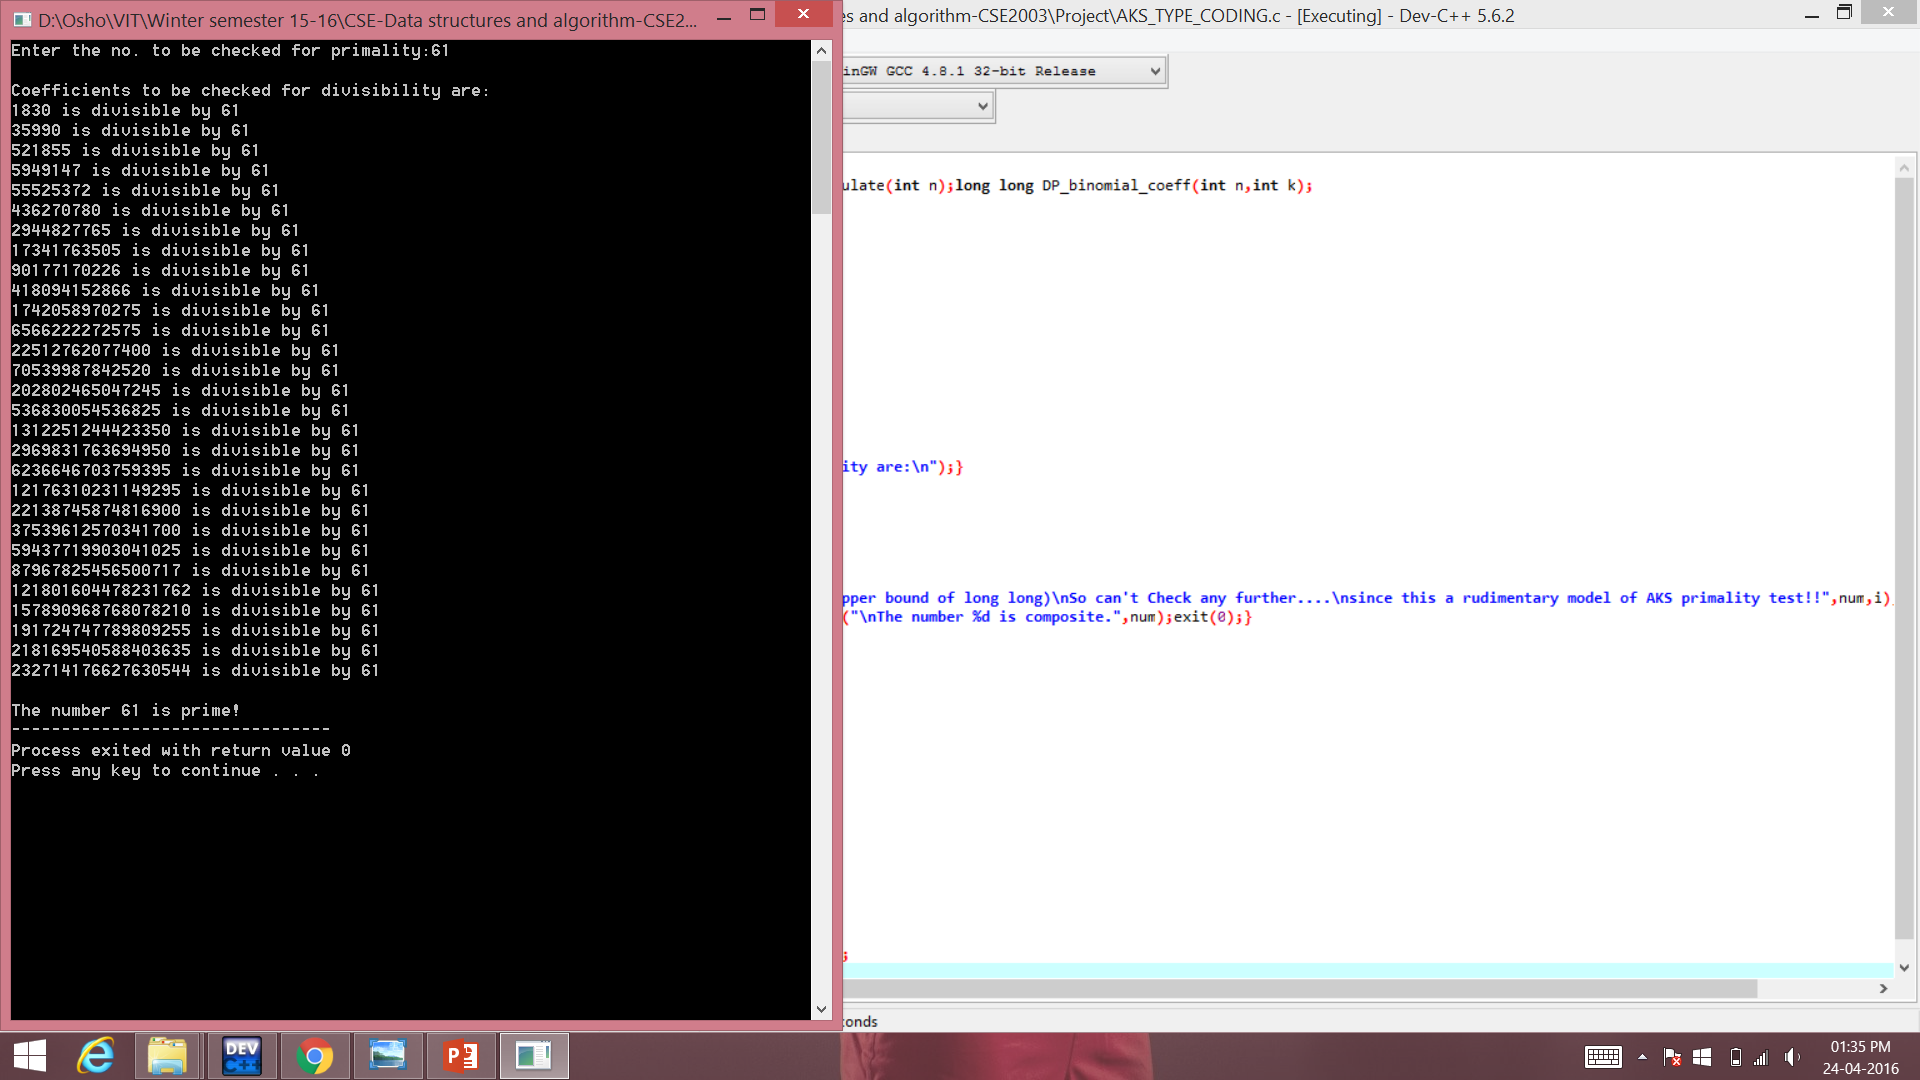 D:\Osho\VIT\Winter semester 15-16\CSE-Data structures and algorithm-CSE2...
Enter the no. to be checked for primality:61
Coefficients to be checked for divisibility are:
1830 is divisible by 61
35990 is divisible by 61
521855 is divisible by 61
5949147 is divisible by 61
55525372 is divisible by 61
436270780 is divisible by 61
2944827765 is divisible by 61
17341763505 is divisible by 61
90177170226 is divisible by 61
418094152866 is divisible by 61
1742058970275 is divisible by 61
6566222272575 is divisible by 61
22512762077400 is divisible by 61
70539987842520 is divisible by 61
202802465047245 is divisible by 61
536830054536825 is divisible by 61
1312251244423350 is divisible by 61
2969831763694950 is divisible by 61
6236646703759395 is divisible by 61
12176310231149295 is divisible by 61
22138745874816900 is divisible by 61
37539612570341700 is divisible by 61
59437719903041025 is divisible by 61
87967825456500717 is divisible by 61
121801604478231762 is divisible by 61
157890968768078210 is divisible by 61
191724747789809255 is divisible by 61
218169540588403635 is divisible by 61
232714176627630544 is divisible by 61
The number 61 is prime!
--------------------------------
Process exited with return value 0
Press any key to continue . . .
es and algorithm-CSE2003\Project\AKS_TYPE_CODING.c - [Executing] - Dev-C++ 5.6.2
inGW GCC 4.8.1 32-bit Release
ulate(int n);long long DP_binomial_coeff(int n,int k);
ity are:\n");}
pper bound of long long)\nSo can't Check any further....\nsince this a rudimentary model of AKS primality test!!",num,i)
("\nThe number %d is composite.",num);exit(0);}
;
conds
DEV
C++
P
01:35 PM
24-04-2016